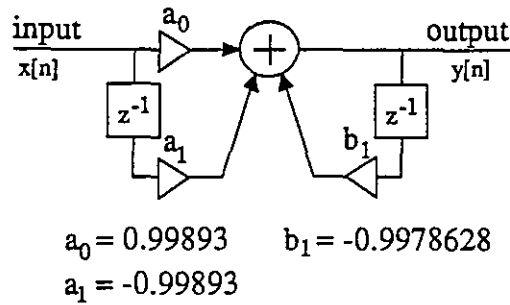 input a₀ output
x[n] + y[n]
z⁻¹ z⁻¹
a₁ b₁
a₀ = 0.99893 b₁ = -0.9978628
a₁ = -0.99893